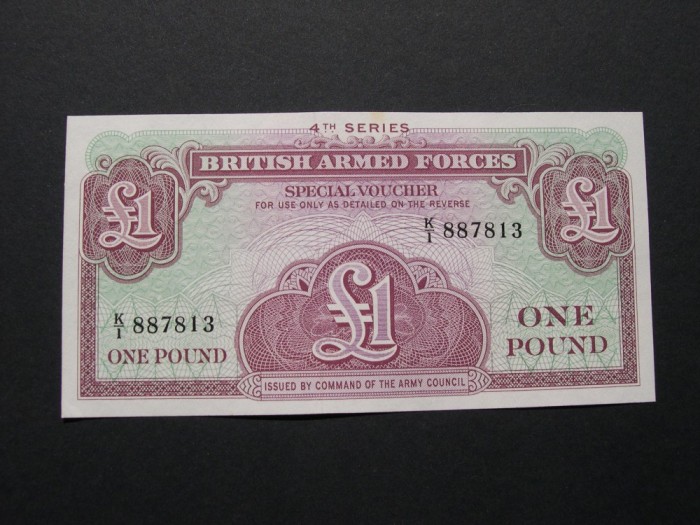 4TH SERIES
BRITISH ARMED FORCES
£1
£1
SPECIAL VOUCHER
FOR USE ONLY AS DETAILED ON THE REVERSE
K/1 887813
£1
K/1 887813
ONE POUND
ONE
POUND
ISSUED BY COMMAND OF THE ARMY COUNCIL